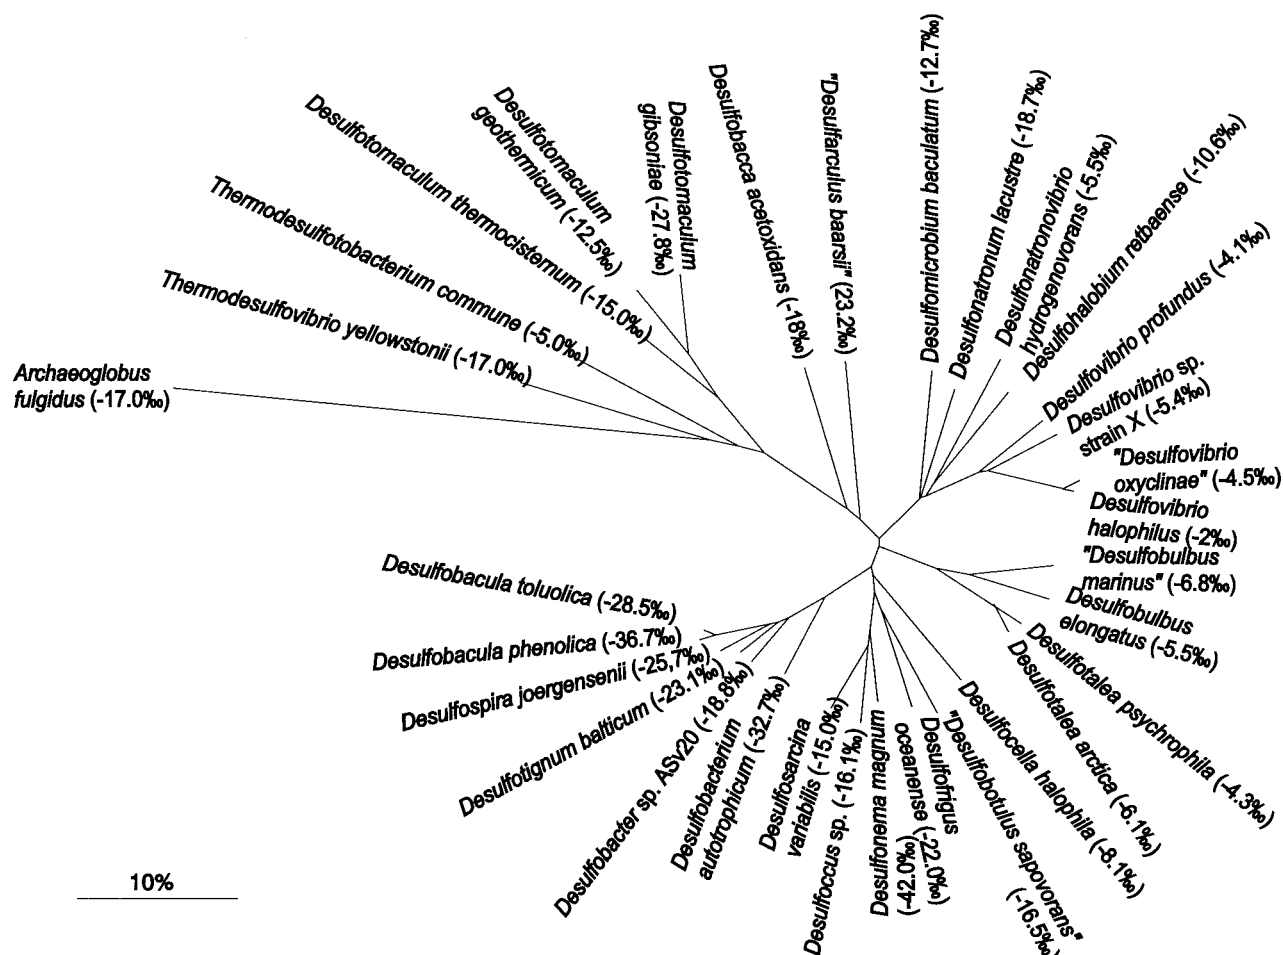 Archaeoglobus
fulgidus (-17.0‰)
Thermodesulfovibrio yellowstonii (-17.0‰)
Thermodesulfotobacterium commune (-5.0‰)
Desulfotomaculum thermocisternum (-15.0‰)
Desulfotomaculum
geothermicum (-12.5‰)
Desulfotomaculum
gibsoniae (-27.8‰)
Desulfobacca acetoxidans (-18‰)
"Desulfarculus baarsii" (23.2‰)
Desulfomicrobium baculatum (-12.7‰)
Desulfonatronum lacustre (-18.7‰)
Desulfonatronovibrio
hydrogenovorans (-5.5‰)
Desulfohalobium retbaense (-10.6‰)
Desulfovibrio profundus (-4.1‰)
Desulfovibrio sp.
strain X (-5.4‰)
"Desulfovibrio
oxyclinae" (-4.5‰)
Desulfovibrio
halophilus (-2‰)
"Desulfobulbus
marinus" (-6.8‰)
Desulfobulbus
elongatus (-5.5‰)
Desulfotalea psychrophila (-4.3‰)
Desulfotalea arctica (-6.1‰)
Desulfocella halophila (-8.1‰)
"Desulfobotulus sapovorans"
(-16.5‰)
Desulfofrigus
oceanense (-22.0‰)
Desulfonema magnum
(-42.0‰)
Desulfococcus sp. (-16.1‰)
Desulfosarcina
variabilis (-15.0‰)
Desulfobacterium
autotrophicum (-32.7‰)
Desulfobacter sp. ASv20 (-18.8‰)
Desulfotignum balticum (-23.1‰)
Desulfospira joergensenii (-25,7‰)
Desulfobacula phenolica (-36.7‰)
Desulfobacula toluolica (-28.5‰)
10%